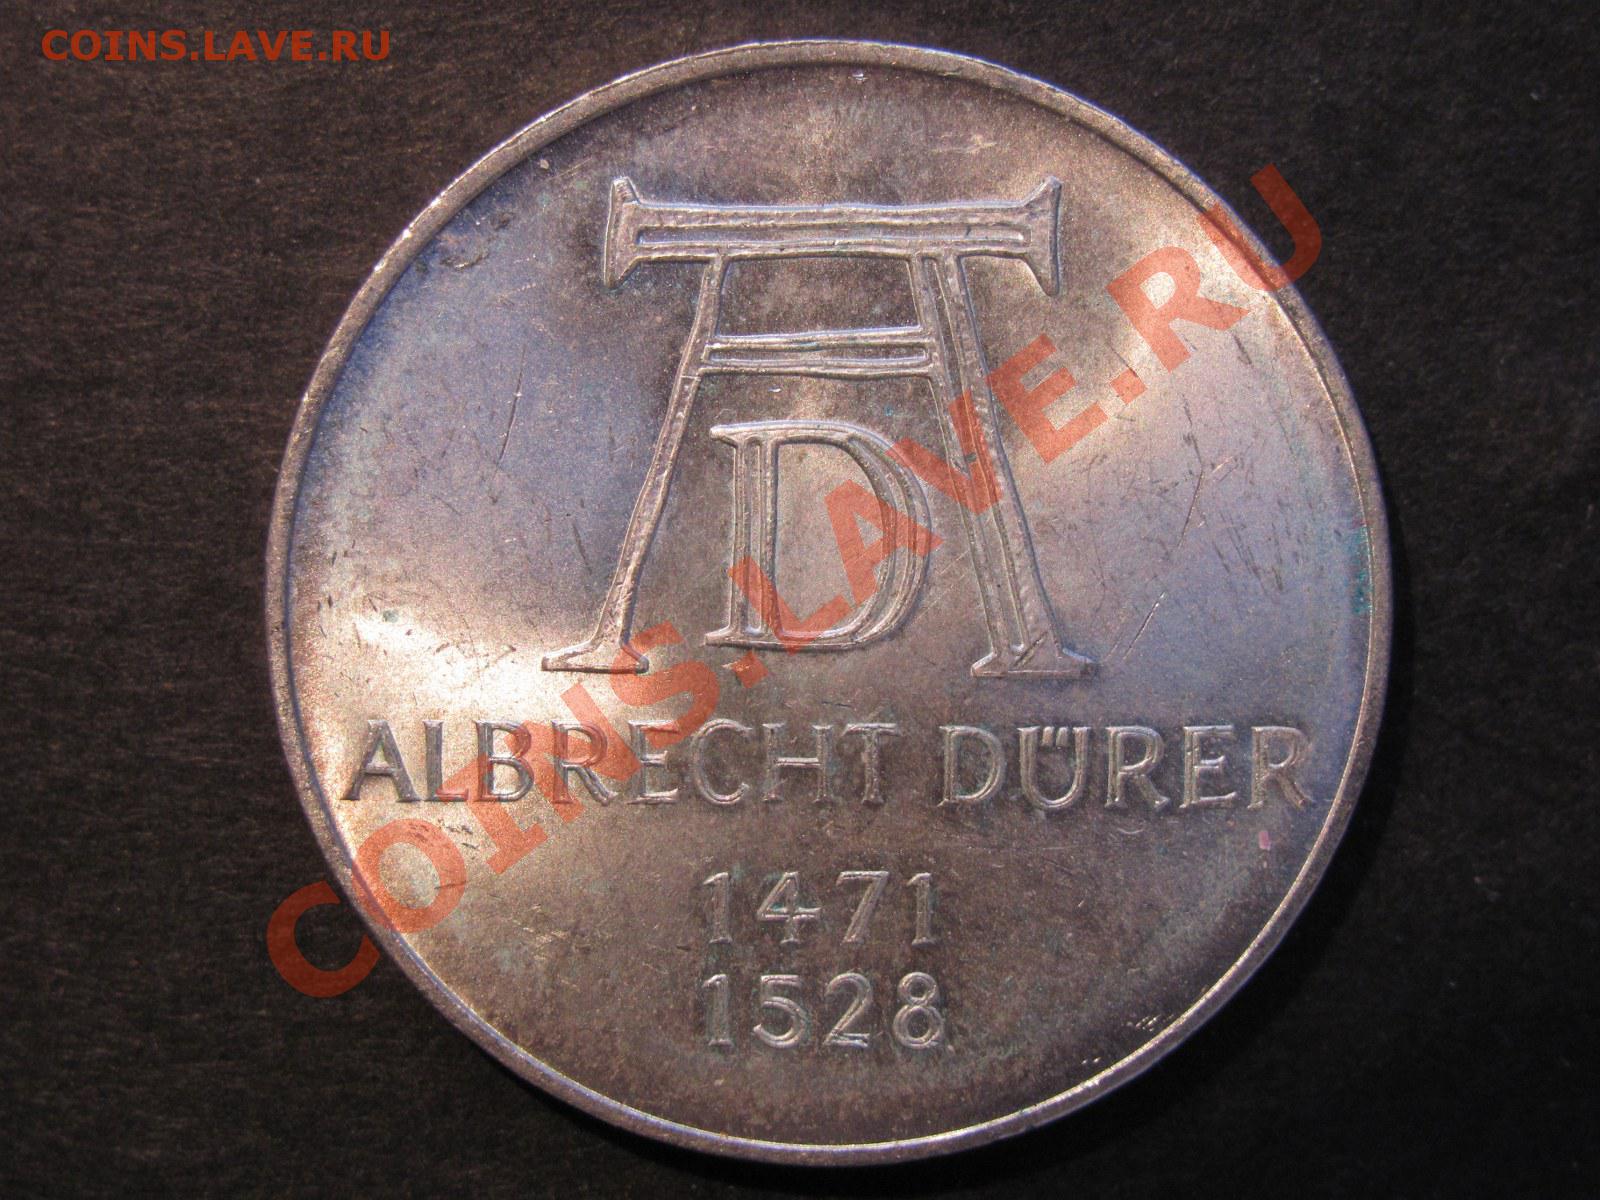 COINS.LAVE.RU
AD
ALBRECHT DÜRER
1471
1528
COINS.LAVE.RU